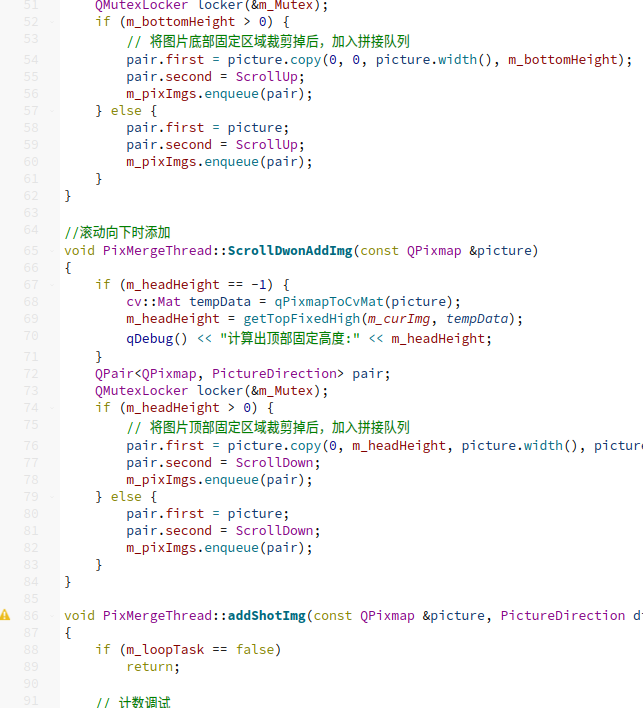 51 QMutexLocker locker(&m_Mutex);
52 if (m_bottomHeight > 0) {
53 // 将图片底部固定区域裁剪掉后，加入拼接队列
54 pair.first = picture.copy(0, 0, picture.width(), m_bottomHeight);
55 pair.second = ScrollUp;
56 m_pixImgs.enqueue(pair);
57 } else {
58 pair.first = picture;
59 pair.second = ScrollUp;
60 m_pixImgs.enqueue(pair);
61 }
62 }
63
64 //滚动向下时添加
65 void PixMergeThread::ScrollDwonAddImg(const QPixmap &picture)
66 {
67 if (m_headHeight == -1) {
68 cv::Mat tempData = qPixmapToCvMat(picture);
69 m_headHeight = getTopFixedHigh(m_curImg, tempData);
70 qDebug() << "计算出顶部固定高度:" << m_headHeight;
71 }
72 QPair<QPixmap, PictureDirection> pair;
73 QMutexLocker locker(&m_Mutex);
74 if (m_headHeight > 0) {
75 // 将图片顶部固定区域裁剪掉后，加入拼接队列
76 pair.first = picture.copy(0, m_headHeight, picture.width(), picture
77 pair.second = ScrollDown;
78 m_pixImgs.enqueue(pair);
79 } else {
80 pair.first = picture;
81 pair.second = ScrollDown;
82 m_pixImgs.enqueue(pair);
83 }
84 }
85
86 void PixMergeThread::addShotImg(const QPixmap &picture, PictureDirection di
87 {
88 if (m_loopTask == false)
89 return;
90
91 // 计数调试